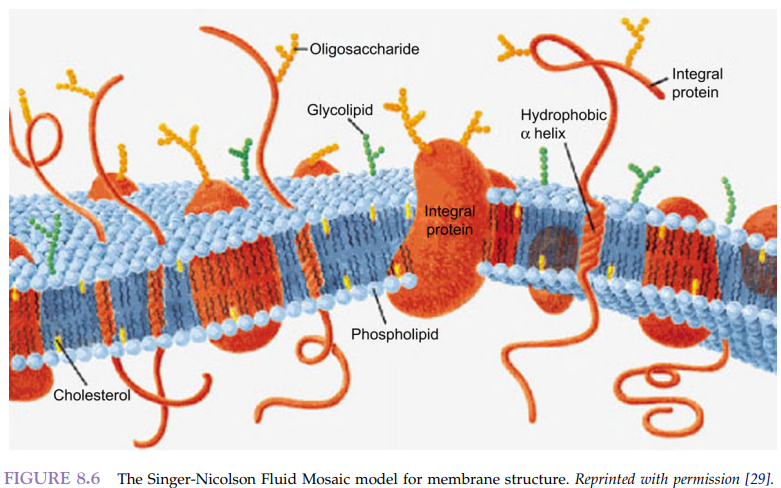 Oligosaccharide
Integral
protein
Glycolipid
Hydrophobic
α helix
Integral
protein
Phospholipid
Cholesterol
FIGURE 8.6 The Singer-Nicolson Fluid Mosaic model for membrane structure. Reprinted with permission [29].